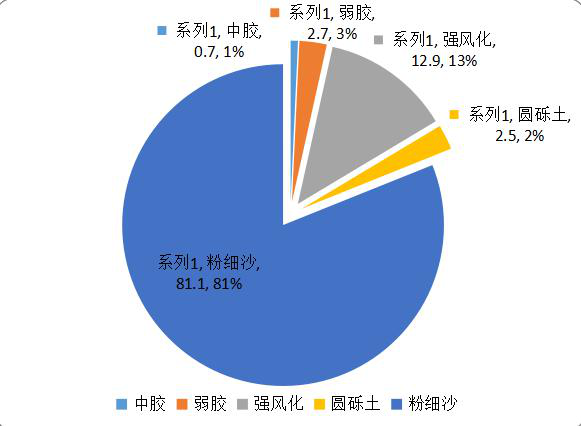 系列1, 中胶,
0.7, 1%
系列1, 弱胶,
2.7, 3%
系列1, 强风化,
12.9, 13%
系列1, 圆砾土,
2.5, 2%
系列1, 粉细沙,
81.1, 81%
中胶 弱胶 强风化 圆砾土 粉细沙